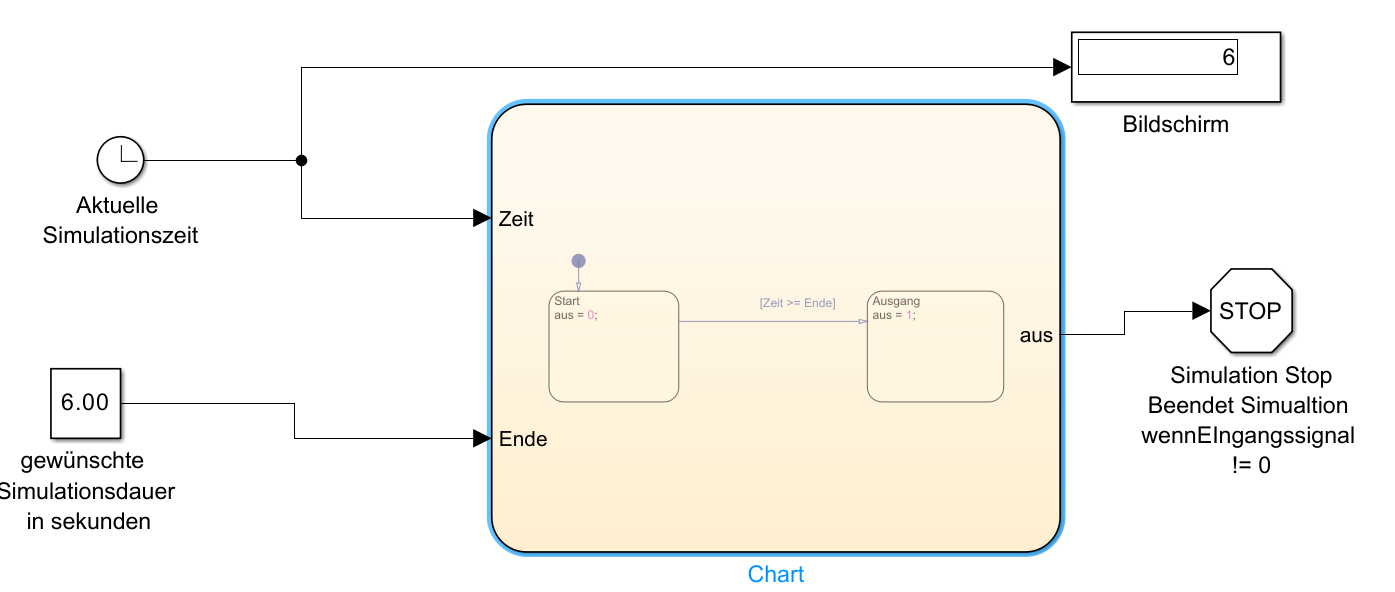 6
Bildschirm
Aktuelle
Simulationszeit
Zeit
Start
aus = 0;
[Zeit >= Ende]
Ausgang
aus = 1;
aus
STOP
Simulation Stop
Beendet Simualtion
wennEIngangssignal
!= 0
6.00
gewünschte
Simulationsdauer
in sekunden
Ende
Chart